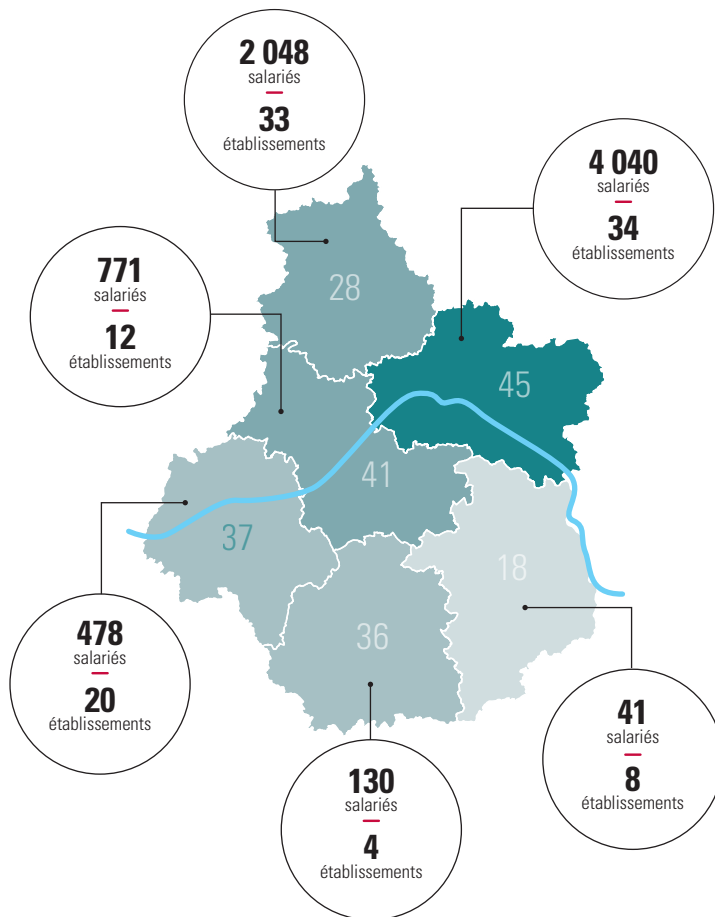 2 048
salariés
33
établissements
4 040
salariés
34
établissements
771
salariés
12
établissements
28
45
41
37
18
36
478
salariés
20
établissements
41
salariés
8
établissements
130
salariés
4
établissements